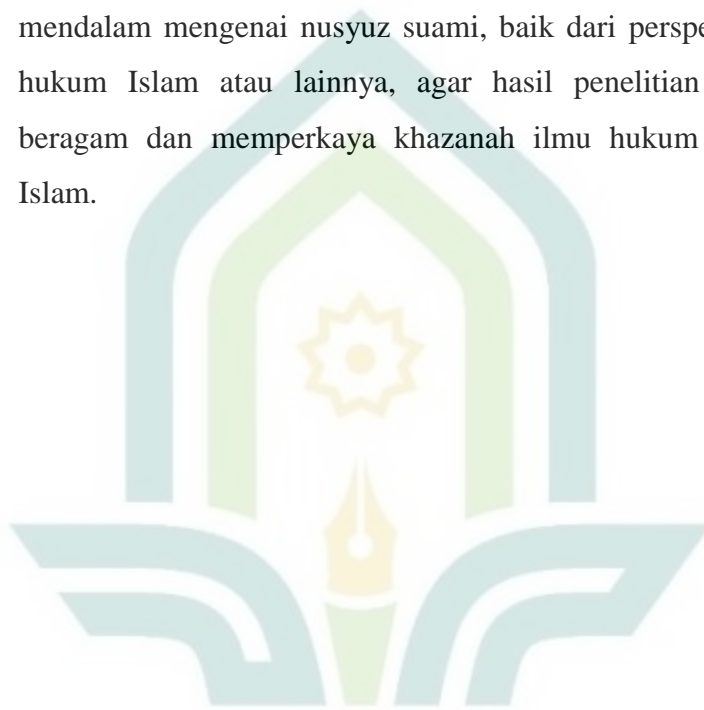 mendalam mengenai nusyuz suami, baik dari
hukum Islam atau lainnya, agar hasil penelitian
beragam dan memperkaya khazanah ilmu hukum
Islam.